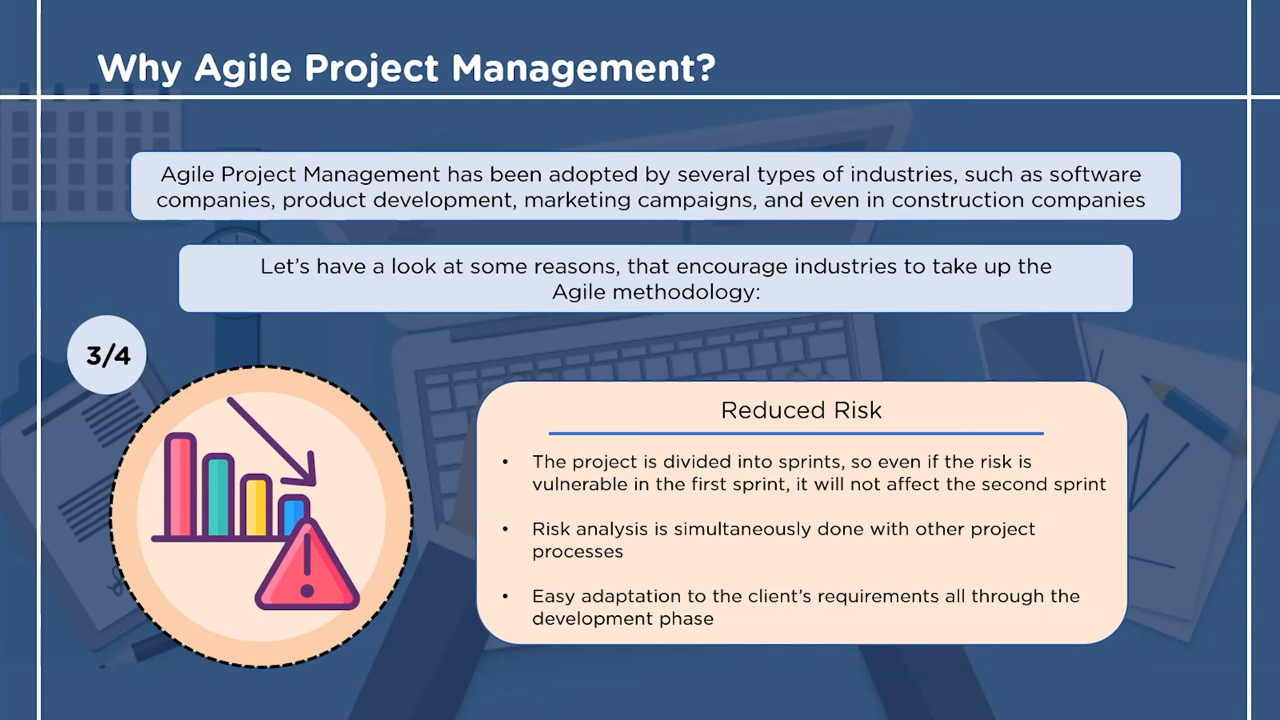 Why Agile Project Management?
Agile Project Management has been adopted by several types of industries, such as software
companies, product development, marketing campaigns, and even in construction companies
Let's have a look at some reasons, that encourage industries to take up the
Agile methodology:
3/4
Reduced Risk
• The project is divided into sprints, so even if the risk is
vulnerable in the first sprint, it will not affect the second sprint
• Risk analysis is simultaneously done with other project
processes
• Easy adaptation to the client's requirements all through the
development phase